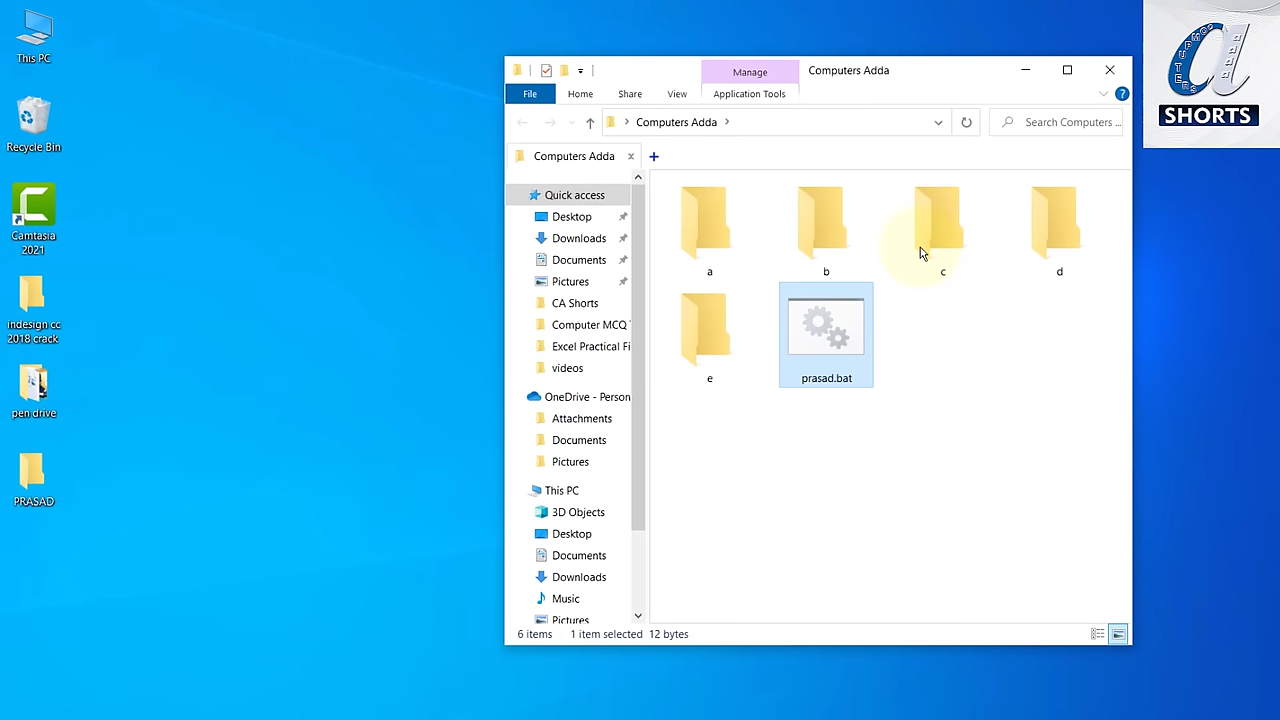 This PC
Recycle Bin
Camtasia
2021
indesign cc
2018 crack
pen drive
PRASAD
Manage
Computers Adda
File
Home
Share
View
Application Tools
Computers Adda
Search Computers ...
Computers Adda
Quick access
Desktop
Downloads
Documents
Pictures
CA Shorts
Computer MCQ
Excel Practical Fi
videos
OneDrive - Person
Attachments
Documents
Pictures
This PC
3D Objects
Desktop
Documents
Downloads
Music
Pictures
a
b
c
d
e
prasad.bat
6 items
1 item selected
12 bytes
COMPUTERS
adda
SHORTS